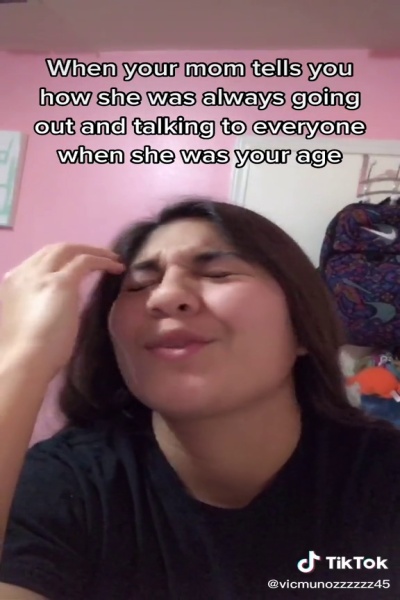 When your mom tells you
how she was always going
out and talking to everyone
when she was your age
TikTok
@vicmunozzzzzz45